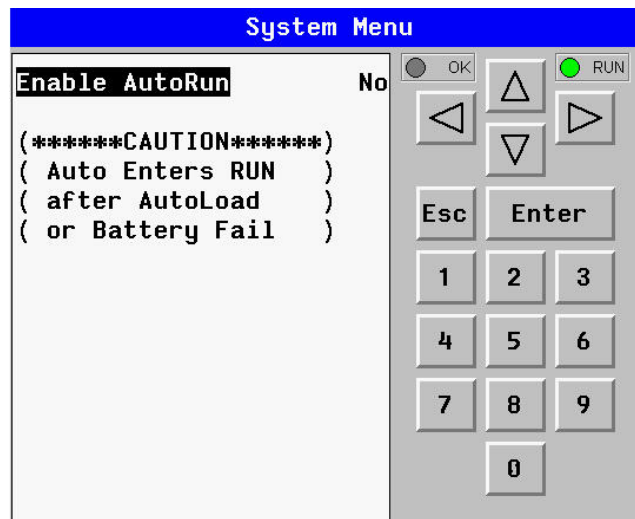 System Menu
Enable AutoRun No
(******CAUTION******)
( Auto Enters RUN )
( after AutoLoad )
( or Battery Fail )
OK
RUN
Esc
Enter
1
2
3
4
5
6
7
8
9
0